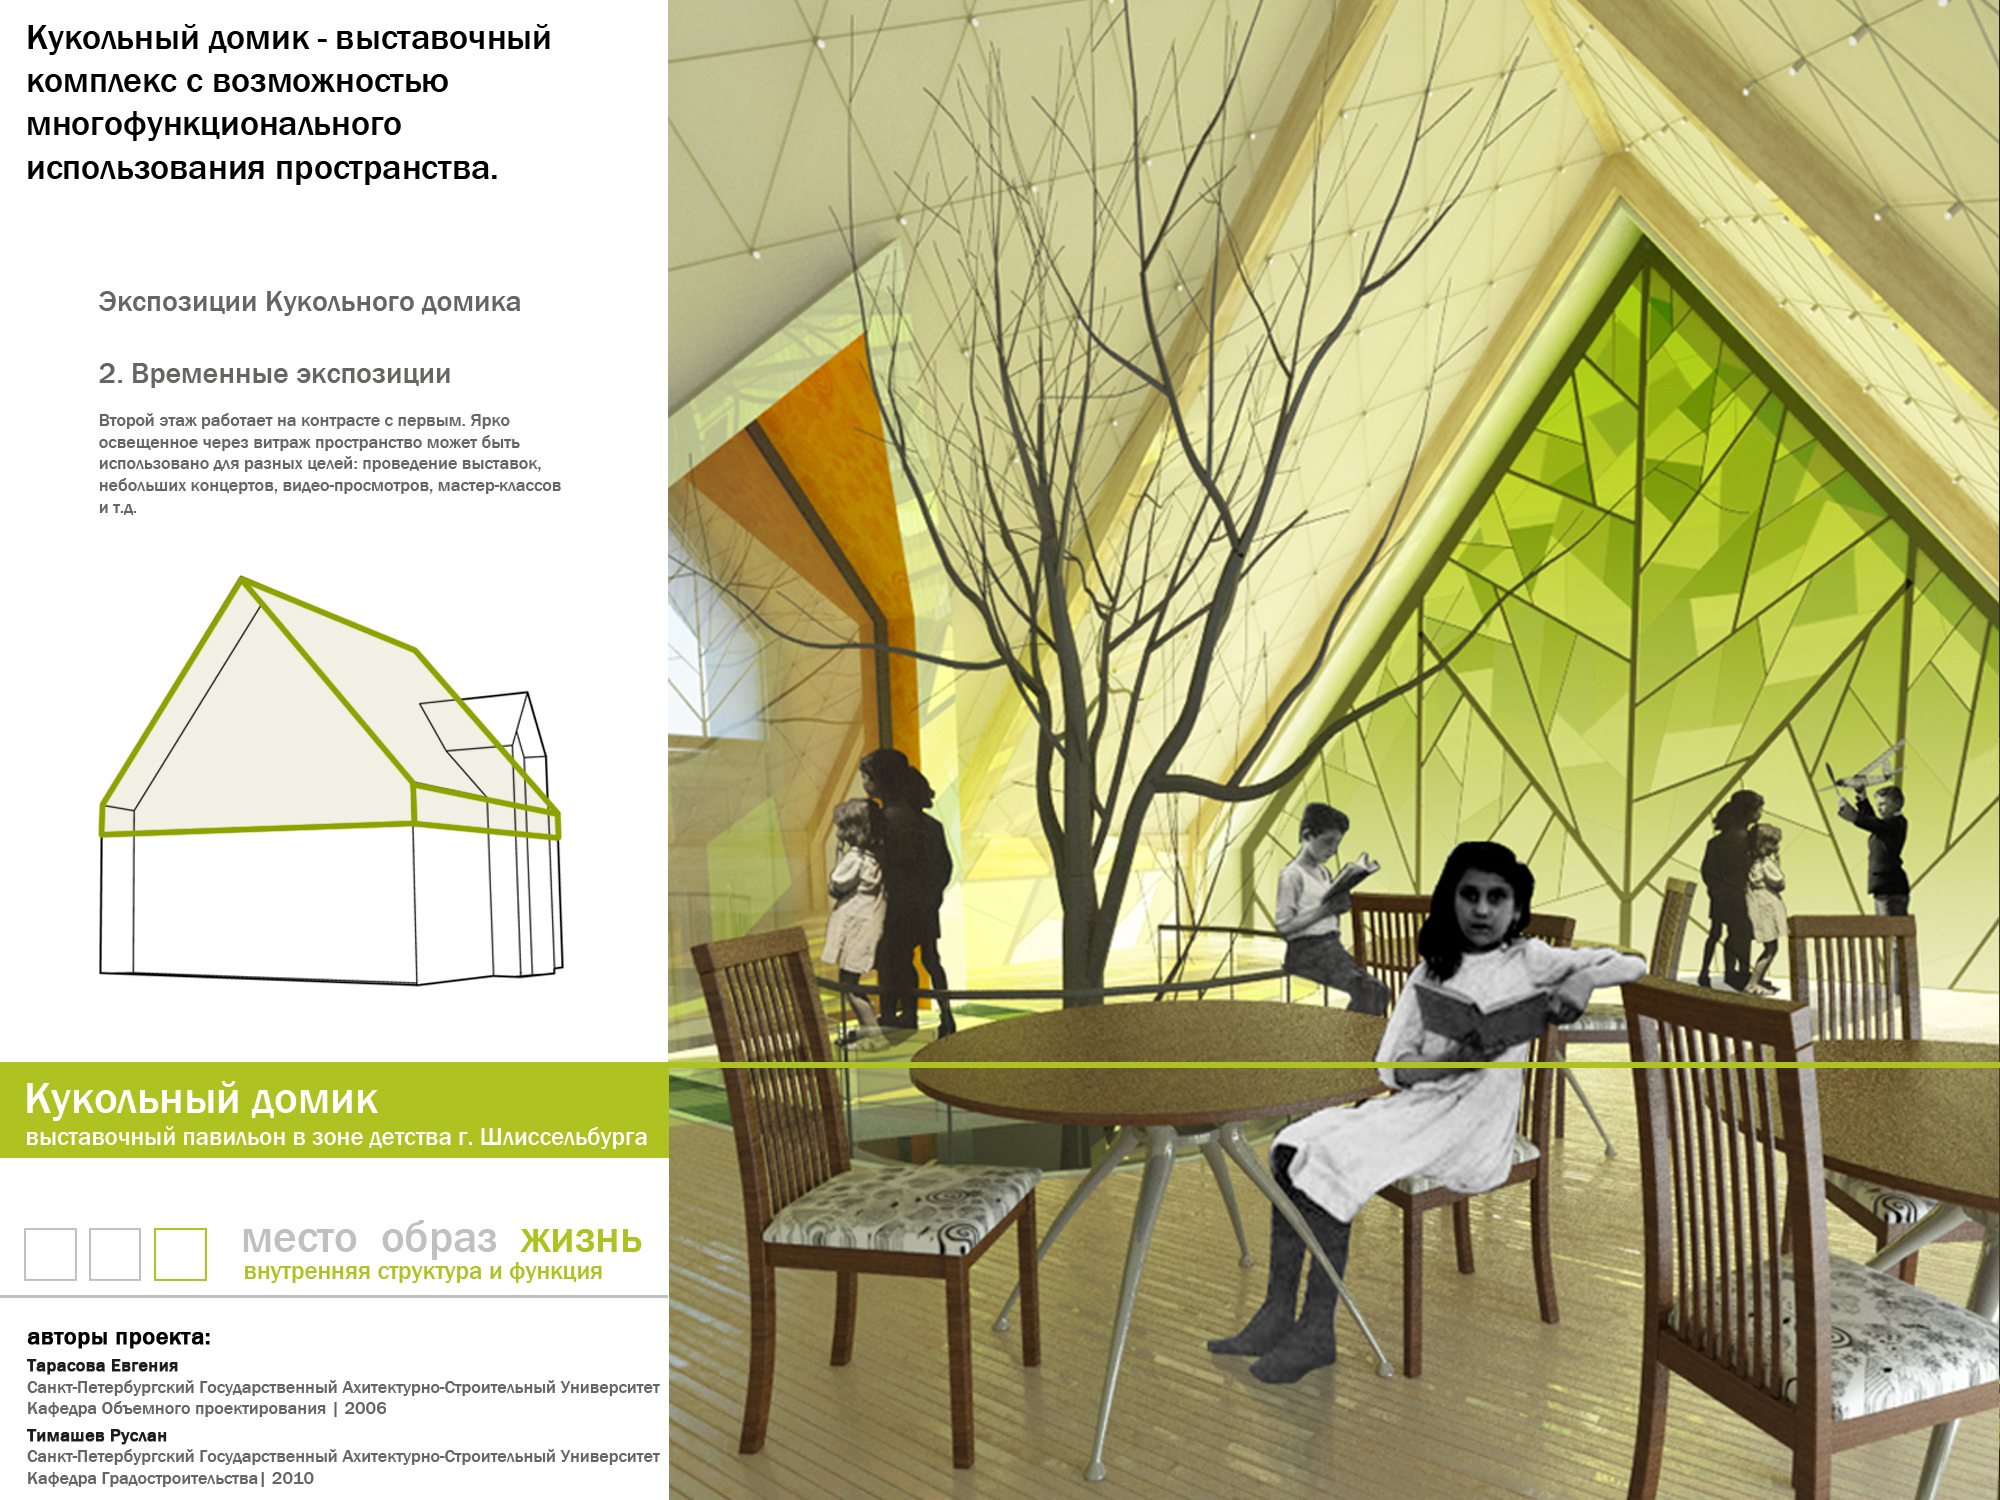 Кукольный домик - выставочный
комплекс с возможностью
многофункционального
использования пространства.
Экспозиции Кукольного домика
2. Временные экспозиции
Второй этаж работает на контрасте с первым. Ярко
освещенное через витраж пространство может быть
использовано для разных целей: проведение выставок,
небольших концертов, видео-просмотров, мастер-классов
и т.д.
Кукольный домик
выставочный павильон в зоне детства г. Шлиссельбурга
место образ жизнь
внутренняя структура и функция
авторы проекта:
Тарасова Евгения
Санкт-Петербургский Государственный Ахитектурно-Строительный Университет
Кафедра Объемного проектирования | 2006
Тимашев Руслан
Санкт-Петербургский Государственный Ахитектурно-Строительный Университет
Кафедра Градостроительства| 2010